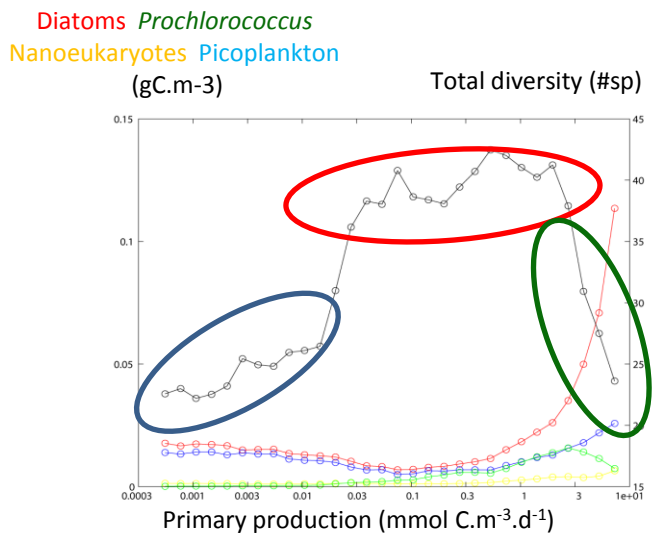 Diatoms Prochlorococcus
Nanoeukaryotes Picoplankton
(gC.m-3) Total diversity (#sp)
0.15 45
40
0.1 35
30
0.05 25
20
0 15
0.0003 0.001 0.003 0.01 0.03 0.1 0.3 1 3 1e+01
Primary production (mmol C.m⁻³.d⁻¹)